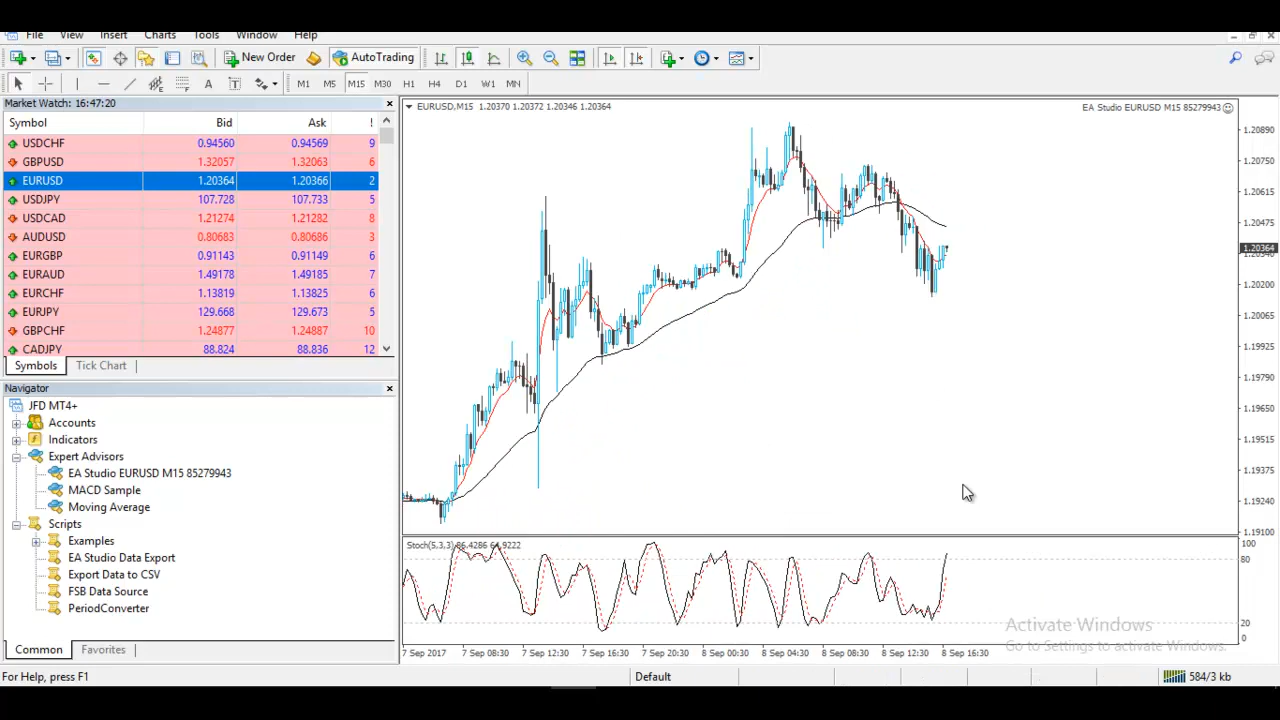 File View Insert Charts Tools Window Help
New Order AutoTrading
A T M1 M5 M15 M30 H1 H4 D1 W1 MN
Market Watch: 16:47:20
Symbol Bid Ask !
USDCHF 0.94560 0.94569 9
GBPUSD 1.32057 1.32063 6
EURUSD 1.20364 1.20366 2
USDJPY 107.728 107.733 5
USDCAD 1.21274 1.21282 8
AUDUSD 0.80683 0.80686 3
EURGBP 0.91143 0.91149 6
EURAUD 1.49178 1.49185 7
EURCHF 1.13819 1.13825 6
EURJPY 129.668 129.673 5
GBPCHF 1.24877 1.24887 10
CADJPY 88.824 88.836 12
Symbols Tick Chart
Navigator
JFD MT4+
Accounts
Indicators
Expert Advisors
EA Studio EURUSD M15 85279943
MACD Sample
Moving Average
Scripts
Examples
EA Studio Data Export
Export Data to CSV
FSB Data Source
PeriodConverter
Common Favorites
EURUSD,M15 1.20370 1.20372 1.20346 1.20364
EA Studio EURUSD M15 85279943
1.20890
1.20750
1.20615
1.20475
1.20364
1.20340
1.20200
1.20065
1.19925
1.19790
1.19650
1.19515
1.19375
1.19240
1.19100
Stoch(5,3,3) 86.4286
100
80
20
0
7 Sep 2017 7 Sep 08:30 7 Sep 12:30 7 Sep 16:30 7 Sep 20:30 8 Sep 00:30 8 Sep 04:30 8 Sep 08:30 8 Sep 12:30 8 Sep 16:30
Activate Windows
Go to Settings to activate Windows.
For Help, press F1 Default 584/3 kb